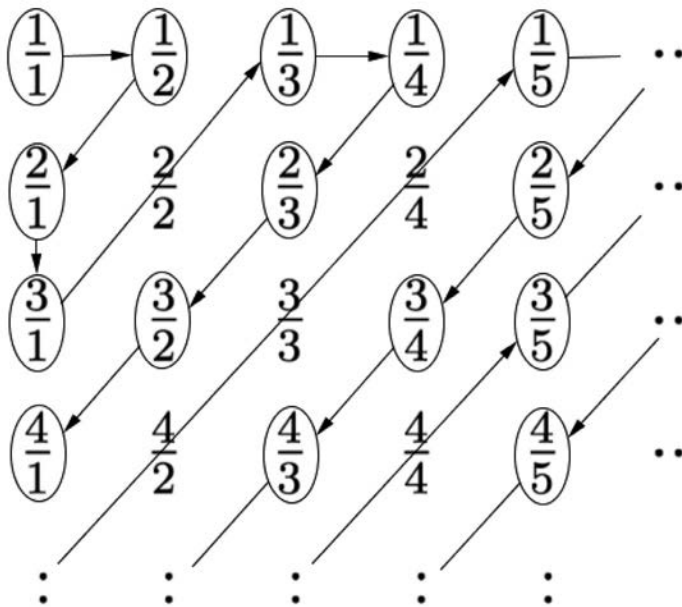 1/1 1/2 1/3 1/4 1/5 ··
2/1 2/2 2/3 2/4 2/5 ··
3/1 3/2 3/3 3/4 3/5 ··
4/1 4/2 4/3 4/4 4/5 ··
: : : : :